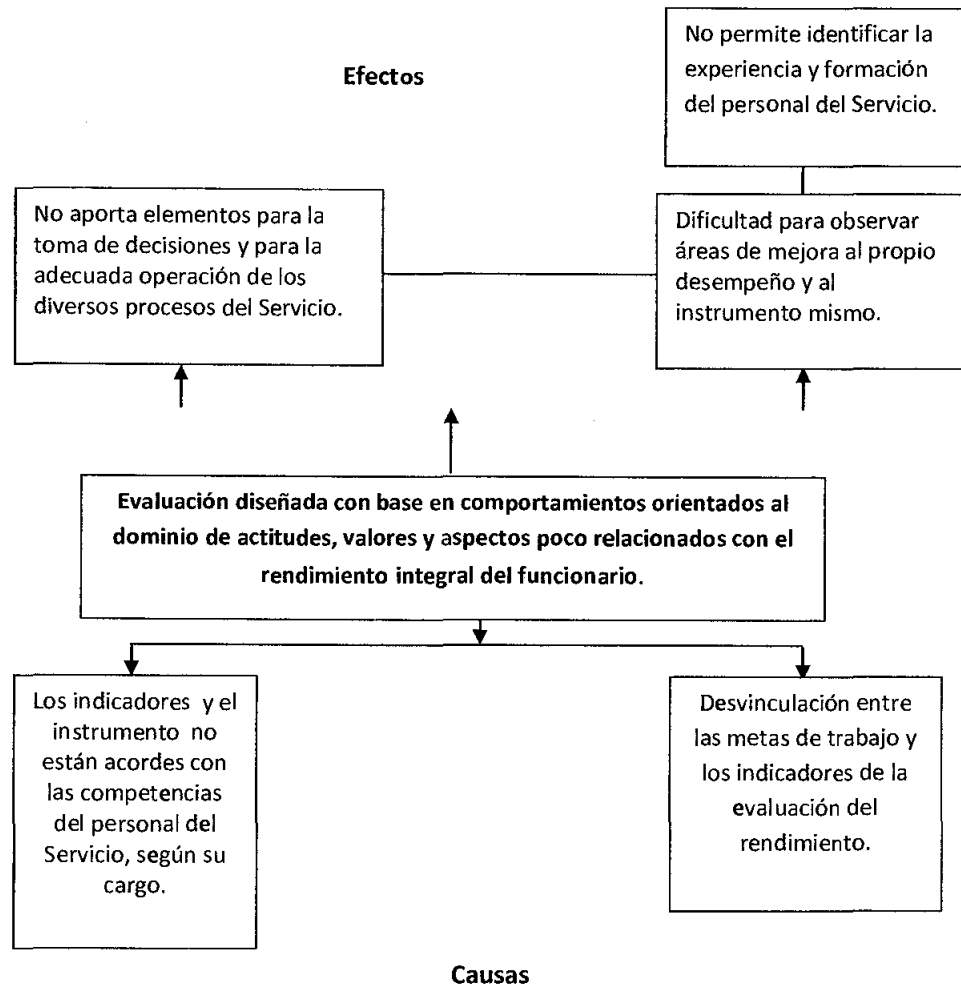 No permite identificar la
experiencia y formación
del personal del Servicio.
Efectos
No aporta elementos para la
toma de decisiones y para la
adecuada operación de los
diversos procesos del Servicio.
Dificultad para observar
áreas de mejora al propio
desempeño y al
instrumento mismo.
Evaluación diseñada con base en comportamientos orientados al
dominio de actitudes, valores y aspectos poco relacionados con el
rendimiento integral del funcionario.
Los indicadores y el
instrumento no
están acordes con
las competencias
del personal del
Servicio, según su
cargo.
Desvinculación entre
las metas de trabajo y
los indicadores de la
evaluación del
rendimiento.
Causas